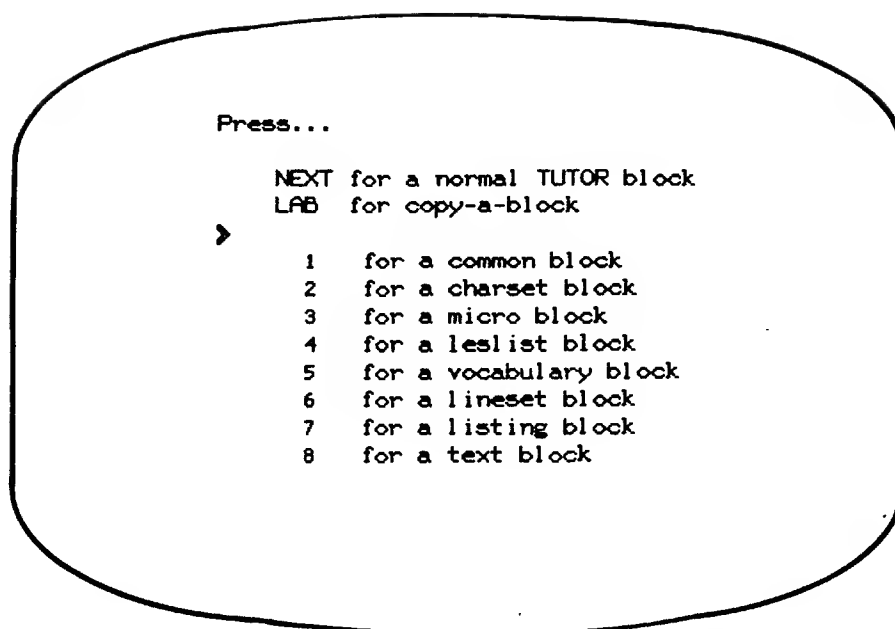 Press...
NEXT for a normal TUTOR block
LAB for copy-a-block
>
1 for a common block
2 for a charset block
3 for a micro block
4 for a leslist block
5 for a vocabulary block
6 for a lineset block
7 for a listing block
8 for a text block